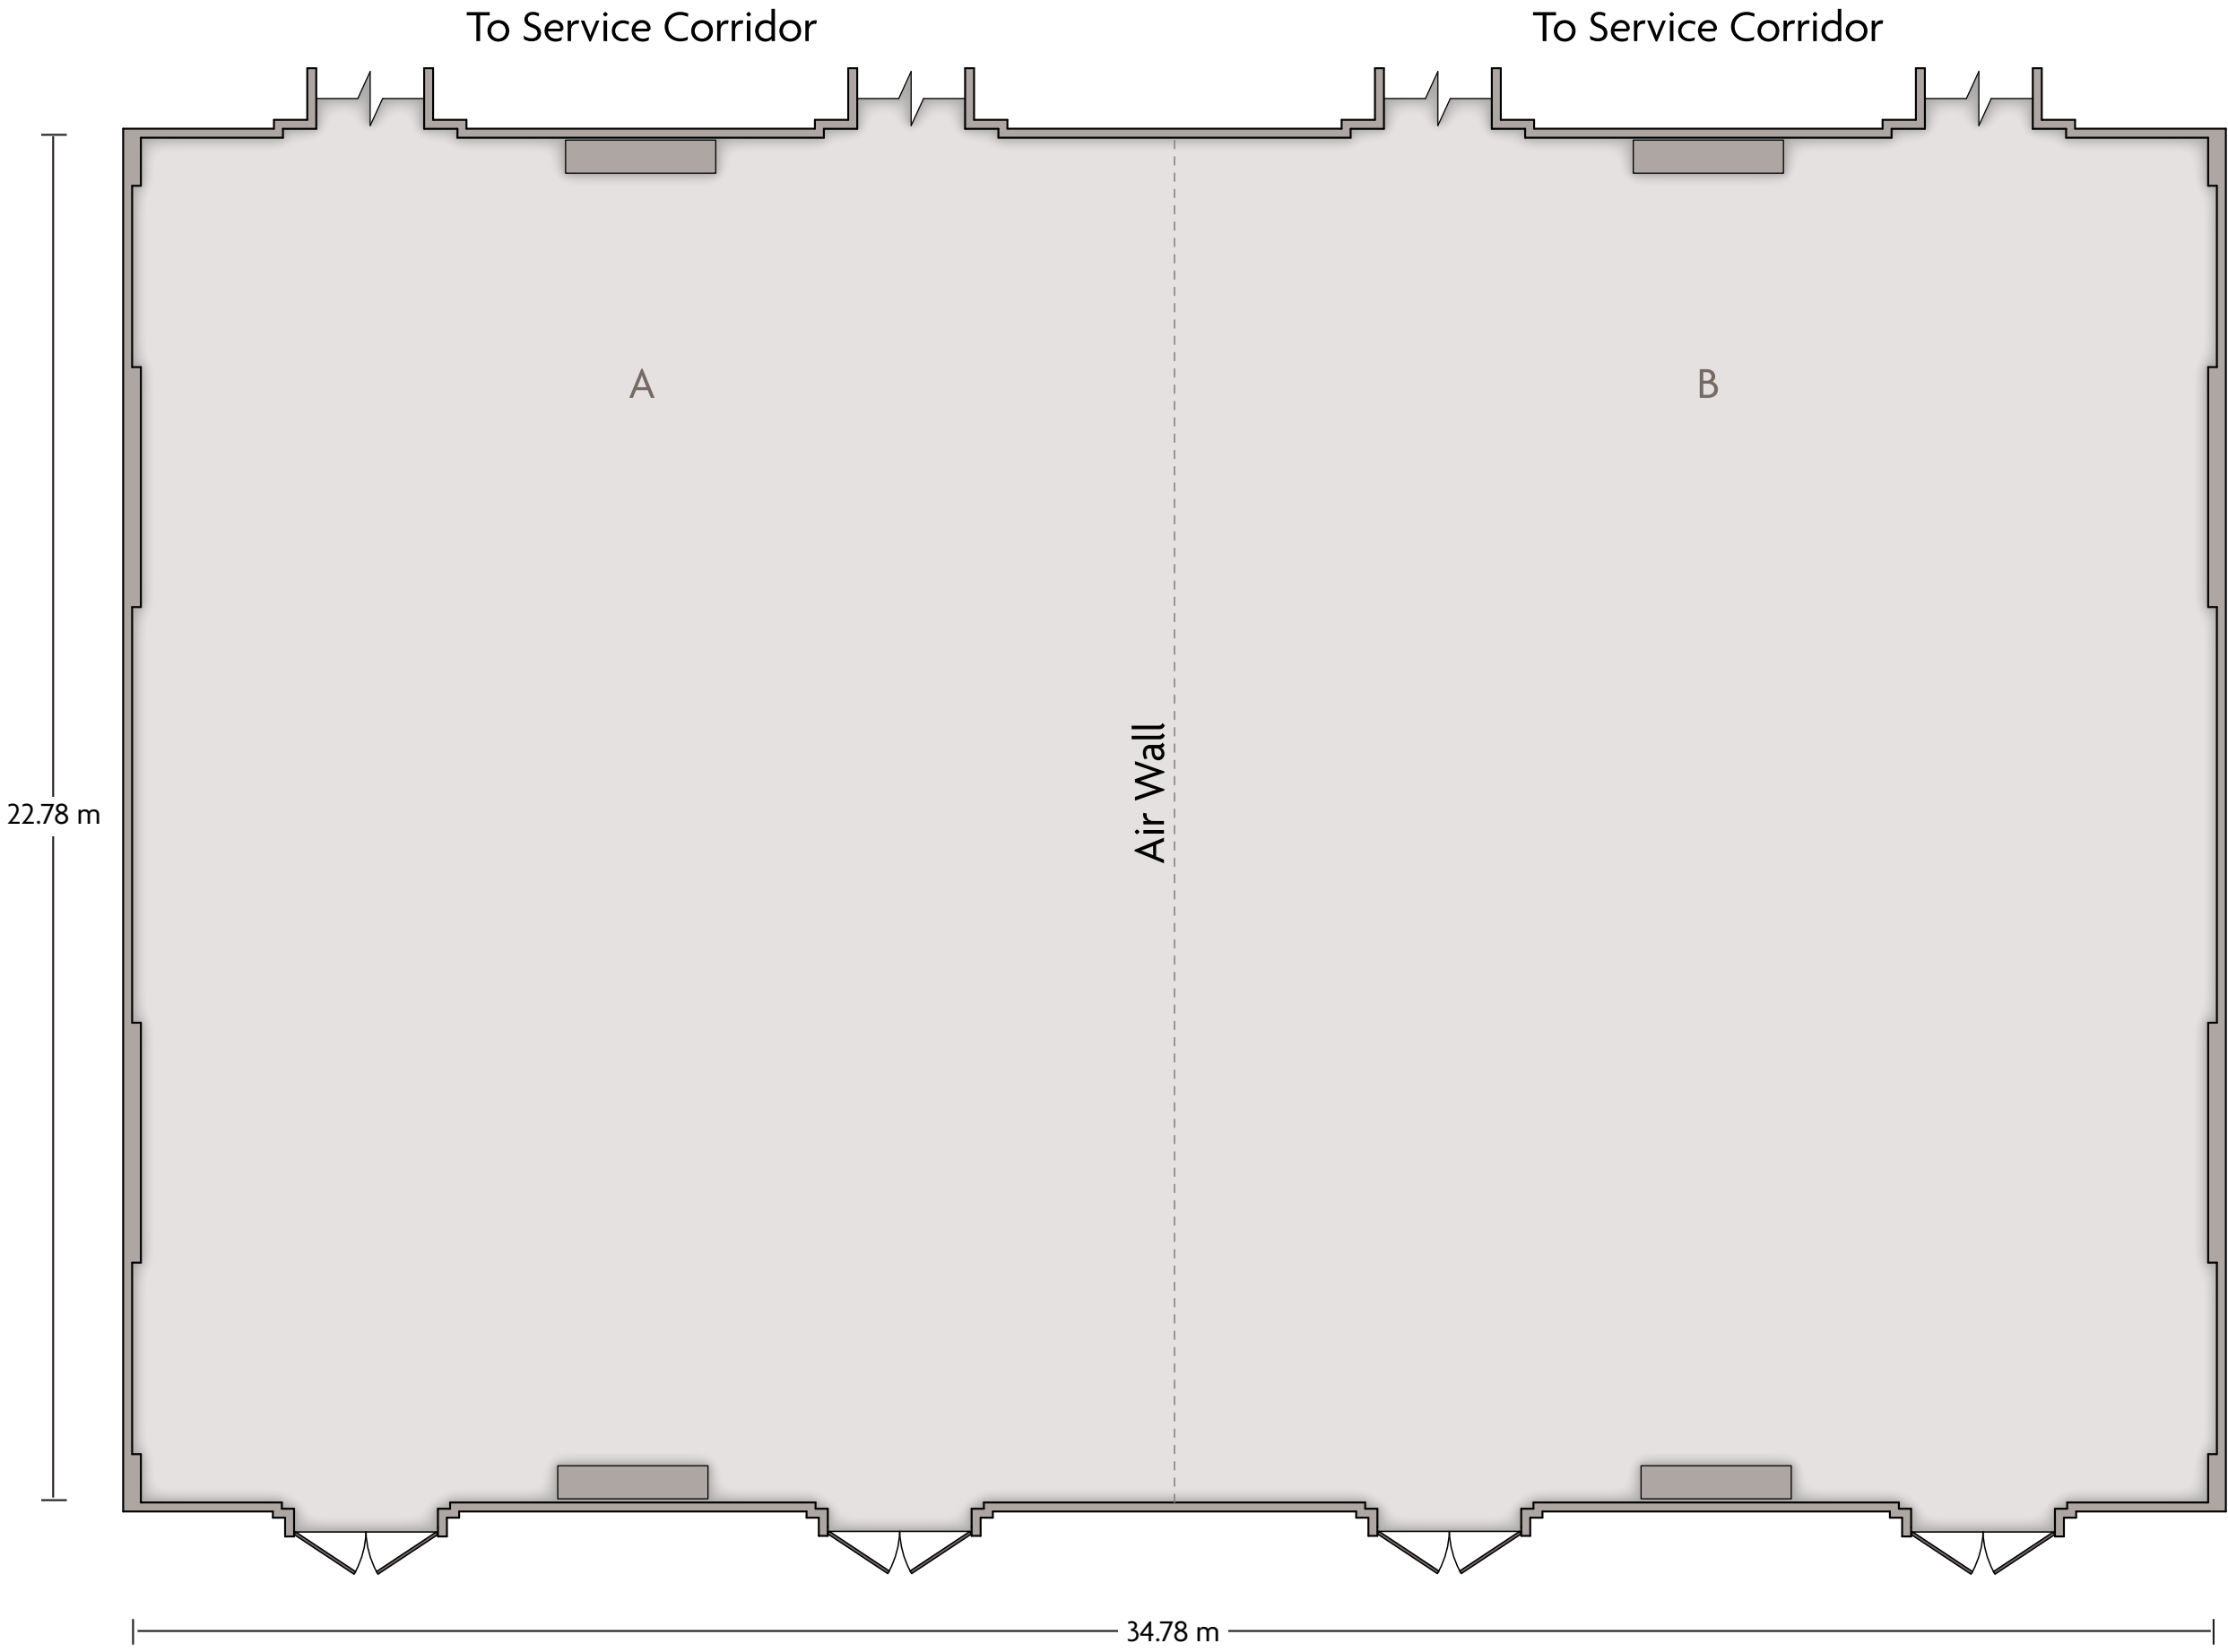 To Service Corridor
To Service Corridor
A
B
Air Wall
22.78 m
34.78 m